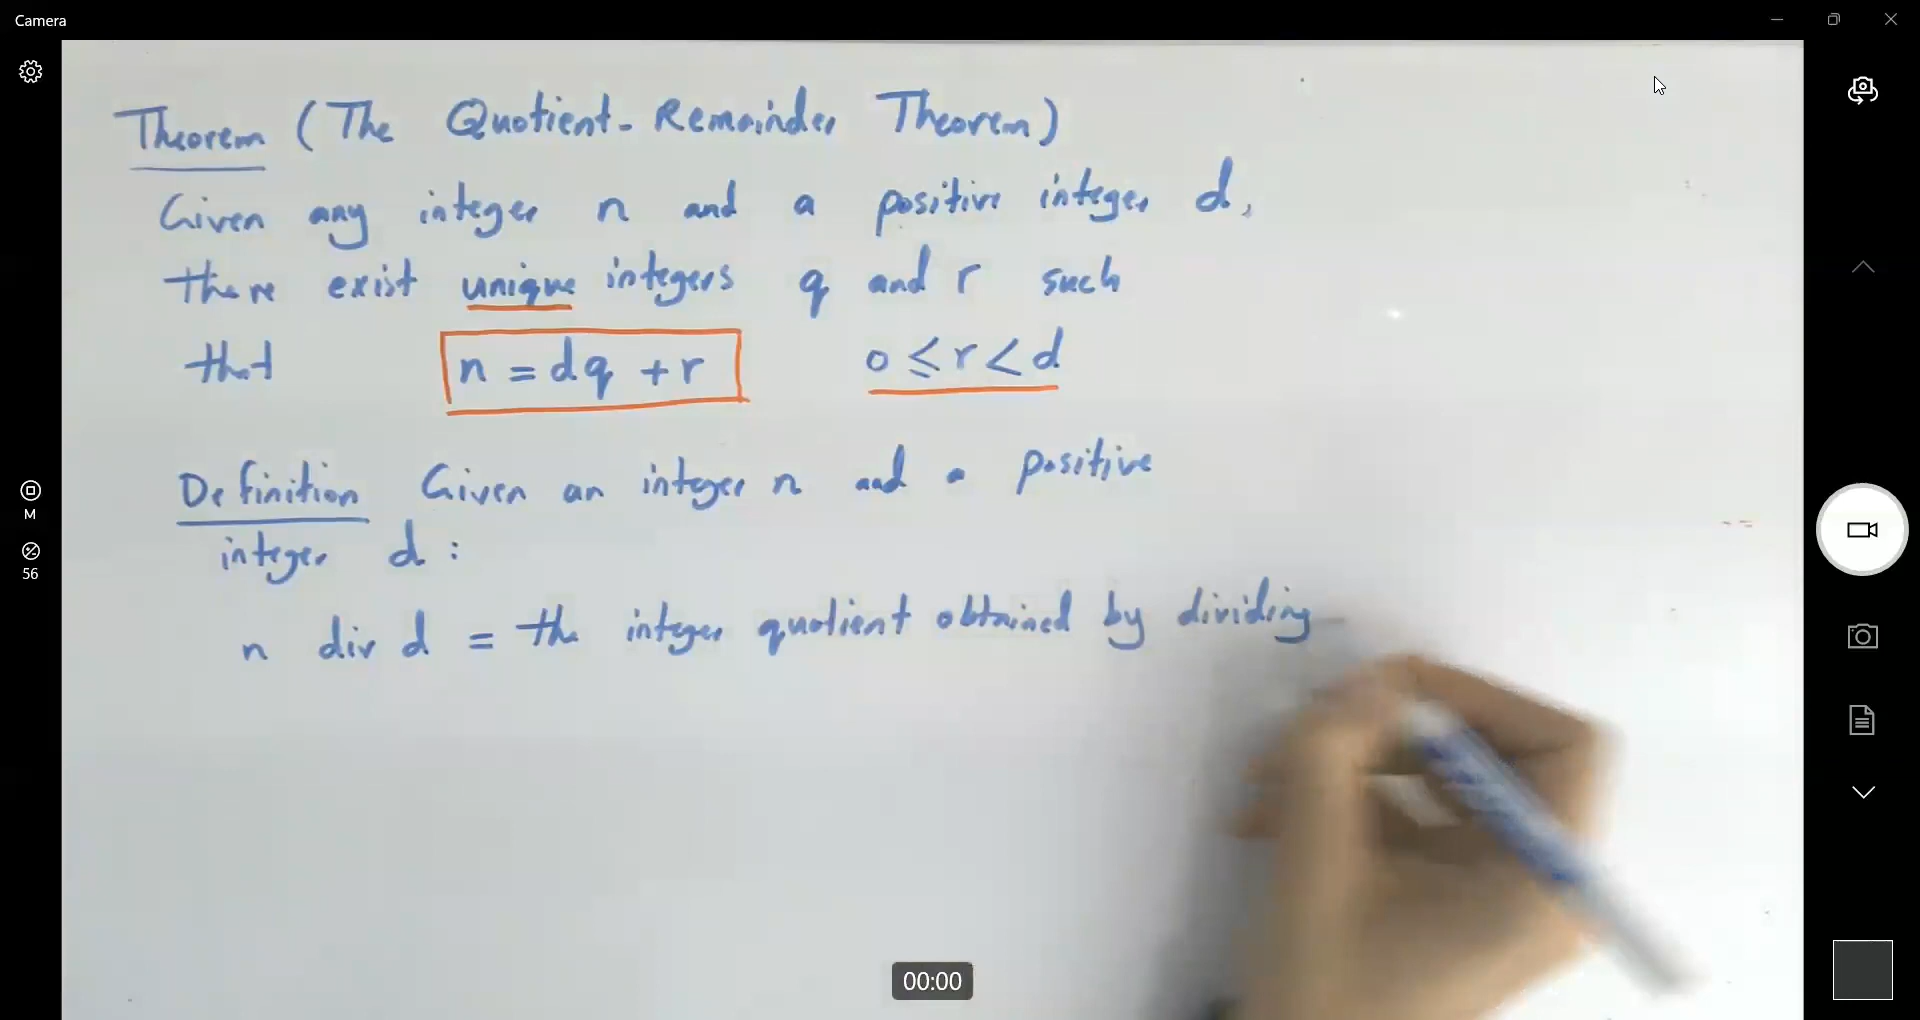 Camera
Theorem (The Quotient-Remainder Theorem)
Given any integer n and a positive integer d,
there exist unique integers q and r such
that n = dq + r 0 ≤ r < d
Definition Given an integer n and a positive
integer d :
n div d = the integer quotient obtained by dividing
M
56
00:00